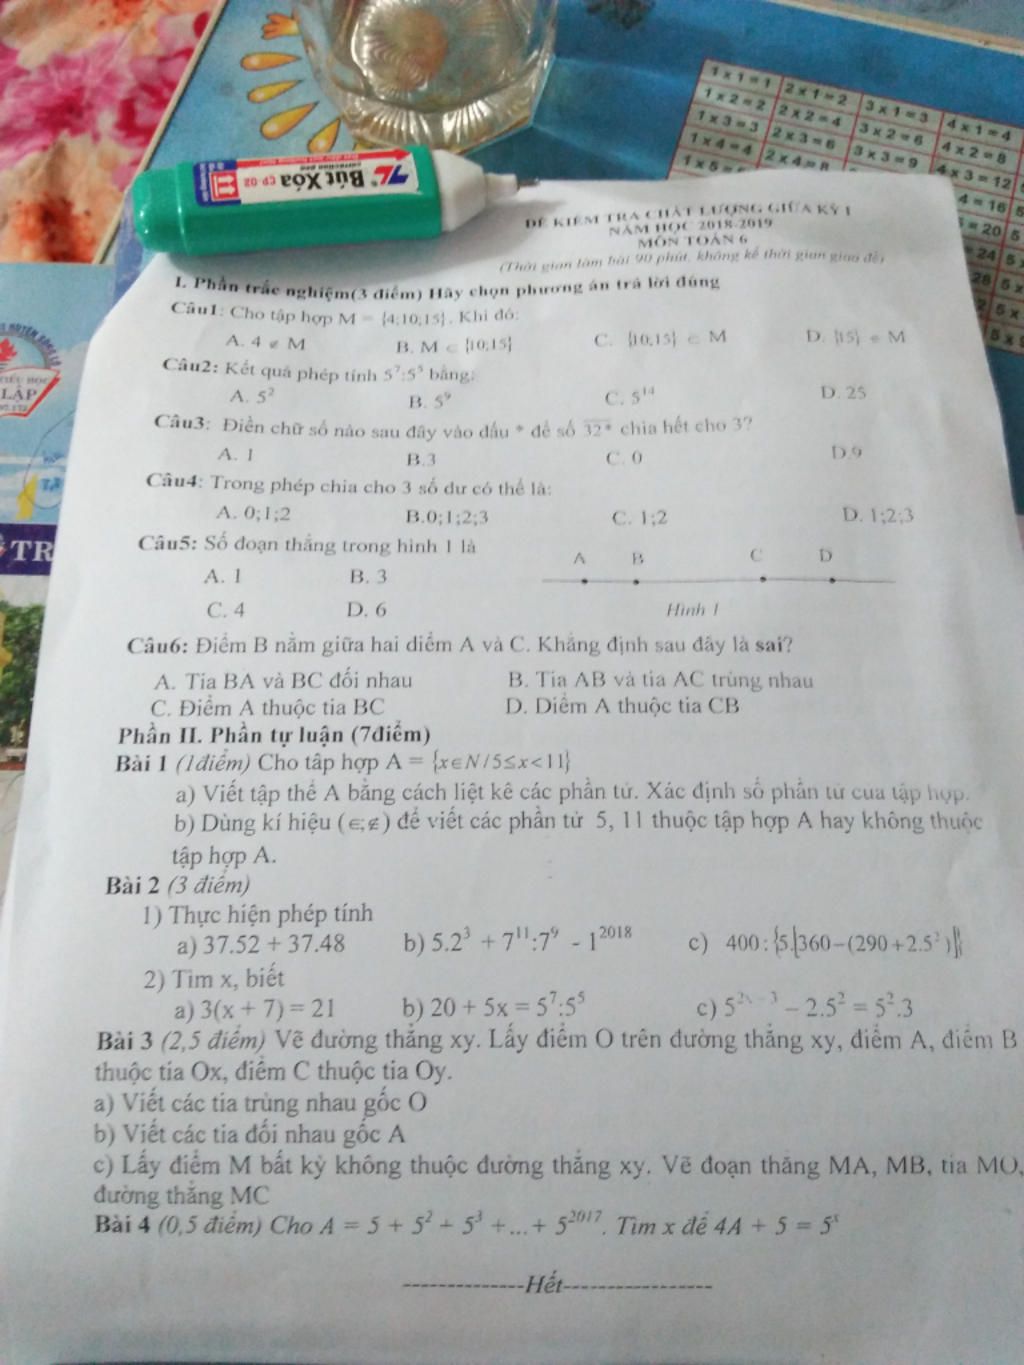 1 x 1 = 1 2 x 1 = 2 3 x 1 = 3 4 x 1 = 4
1 x 2 = 2 2 x 2 = 4 3 x 2 = 6 4 x 2 = 8
1 x 3 = 3 2 x 3 = 6 3 x 3 = 9 4 x 3 = 12
1 x 4 = 4 2 x 4 = 8 4 = 16
1 x 5 = = 20
Bút Xóa CP-02
ĐỀ KIỂM TRA CHẤT LƯỢNG GIỮA KỲ I
NĂM HỌC 2018-2019
MÔN TOÁN 6
(Thời gian làm bài 90 phút, không kể thời gian giao đề)
I. Phần trắc nghiệm(3 điểm) Hãy chọn phương án trả lời đúng
Câu1: Cho tập hợp M = {4;10;15}. Khi đó:
A. 4 ∉ M B. M ⊂ {10;15} C. {10;15} ⊂ M D. {15} ∈ M
Câu2: Kết quả phép tính 5⁷:5⁵ bằng:
A. 5² B. 5⁹ C. 5¹⁴ D. 25
Câu3: Điền chữ số nào sau đây vào dấu * để số 32* chia hết cho 3?
A. 1 B.3 C. 0 D.9
Câu4: Trong phép chia cho 3 số dư có thể là:
A. 0;1;2 B.0;1;2;3 C. 1;2 D. 1;2;3
Câu5: Số đoạn thẳng trong hình 1 là
A B C D
A. 1 B. 3
C. 4 D. 6 Hình 1
Câu6: Điểm B nằm giữa hai điểm A và C. Khẳng định sau đây là sai?
A. Tia BA và BC đối nhau B. Tia AB và tia AC trùng nhau
C. Điểm A thuộc tia BC D. Điểm A thuộc tia CB
Phần II. Phần tự luận (7điểm)
Bài 1 (1điểm) Cho tâp hợp A = {x∈N/5≤x<11}
a) Viết tập thể A bằng cách liệt kê các phần tử. Xác định số phần tử của tập hợp.
b) Dùng kí hiệu (∈;∉) để viết các phần tử 5, 11 thuộc tập hợp A hay không thuộc
tập hợp A.
Bài 2 (3 điểm)
1) Thực hiện phép tính
a) 37.52 + 37.48 b) 5.2³ + 7¹¹:7⁹ - 1²⁰¹⁸ c) 400 : {5.[360−(290+2.5²)]}
2) Tìm x, biết
a) 3(x + 7) = 21 b) 20 + 5x = 5⁷:5⁵ c) 5²ˣ⁻³ – 2.5² = 5².3
Bài 3 (2,5 điểm) Vẽ đường thẳng xy. Lấy điểm O trên đường thẳng xy, điểm A, điểm B
thuộc tia Ox, điểm C thuộc tia Oy.
a) Viết các tia trùng nhau gốc O
b) Viết các tia đối nhau gốc A
c) Lấy điểm M bất kỳ không thuộc đường thẳng xy. Vẽ đoạn thẳng MA, MB, tia MO,
đường thẳng MC
Bài 4 (0,5 điểm) Cho A = 5 + 5² + 5³ + ... + 5²⁰¹⁷. Tìm x để 4A + 5 = 5ˣ
--------------Hết-----------------
LẬP
TR